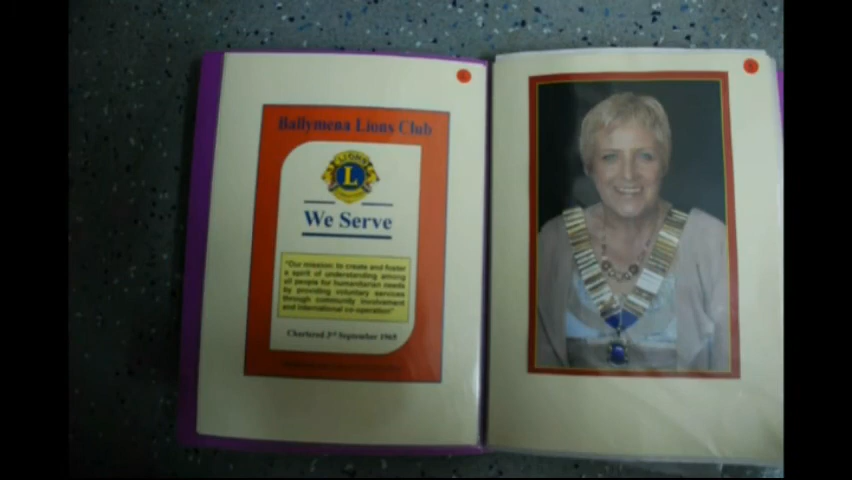 Ballymena Lions Club
LIONS
L
We Serve
"Our mission: to create and foster
a spirit of understanding among
all people for humanitarian needs
by providing voluntary services
through community involvement
and international co-operation"
Chartered 3rd September 1965